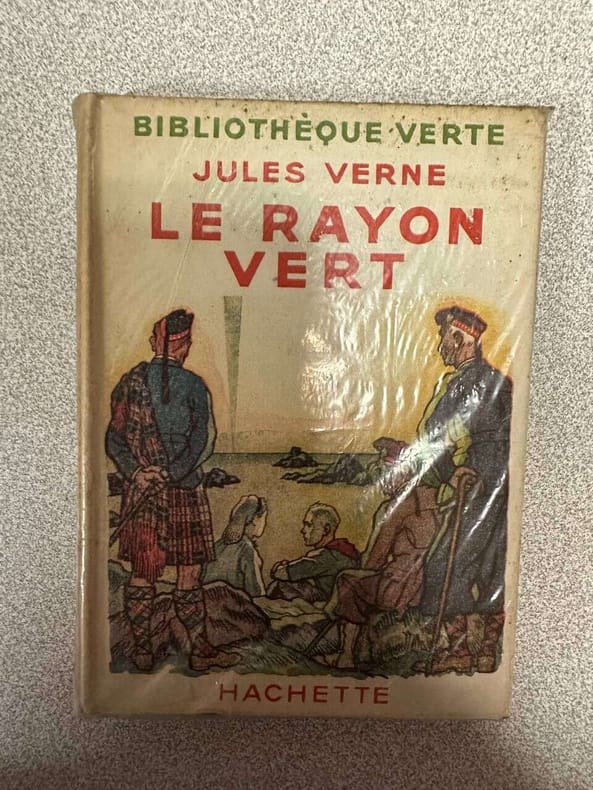 BIBLIOTHÈQUE VERTE
JULES VERNE
LE RAYON
VERT
HACHETTE